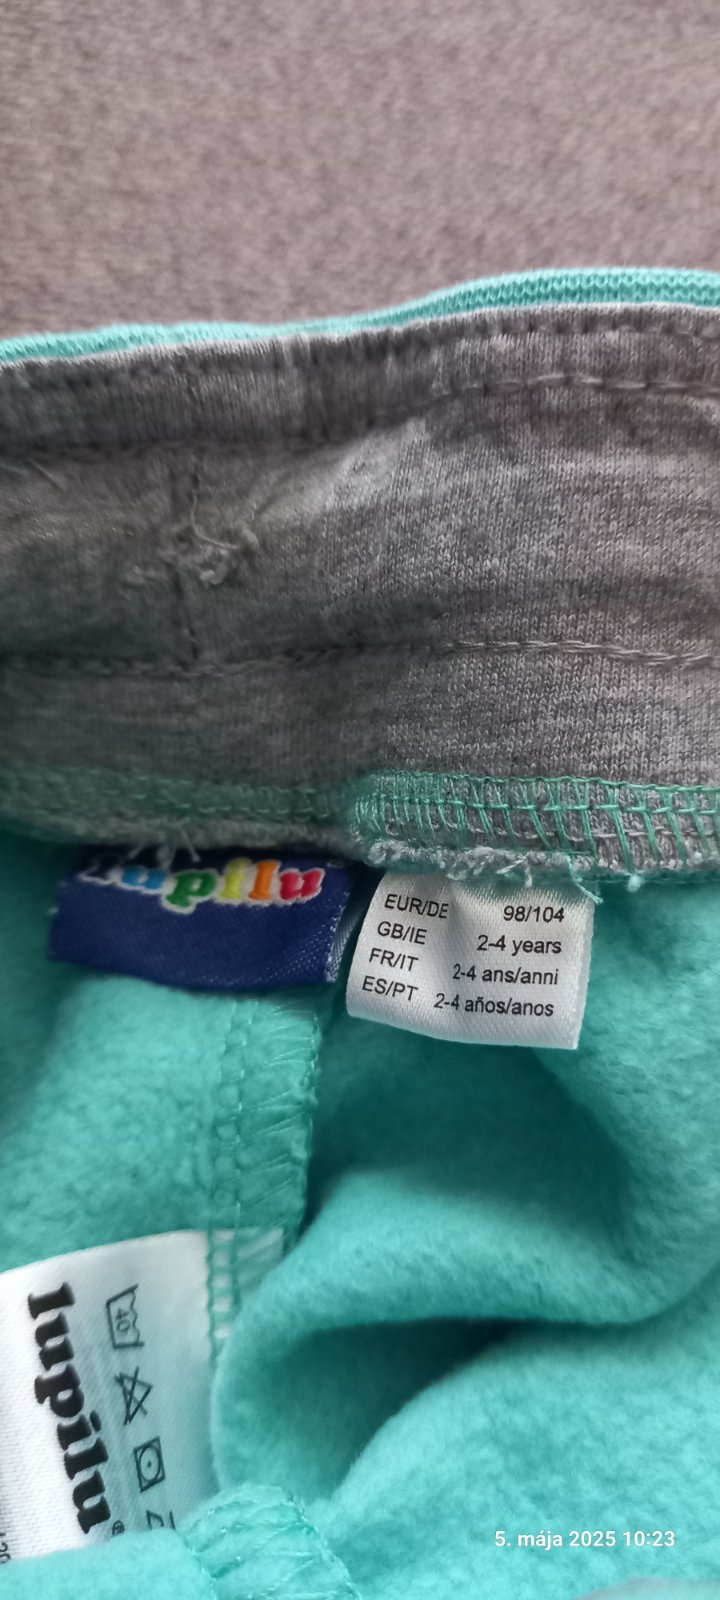 lupilu
EUR/DE 98/104
GB/IE 2-4 years
FR/IT 2-4 ans/anni
ES/PT 2-4 años/anos
lupilu
40
5. mája 2025 10:23